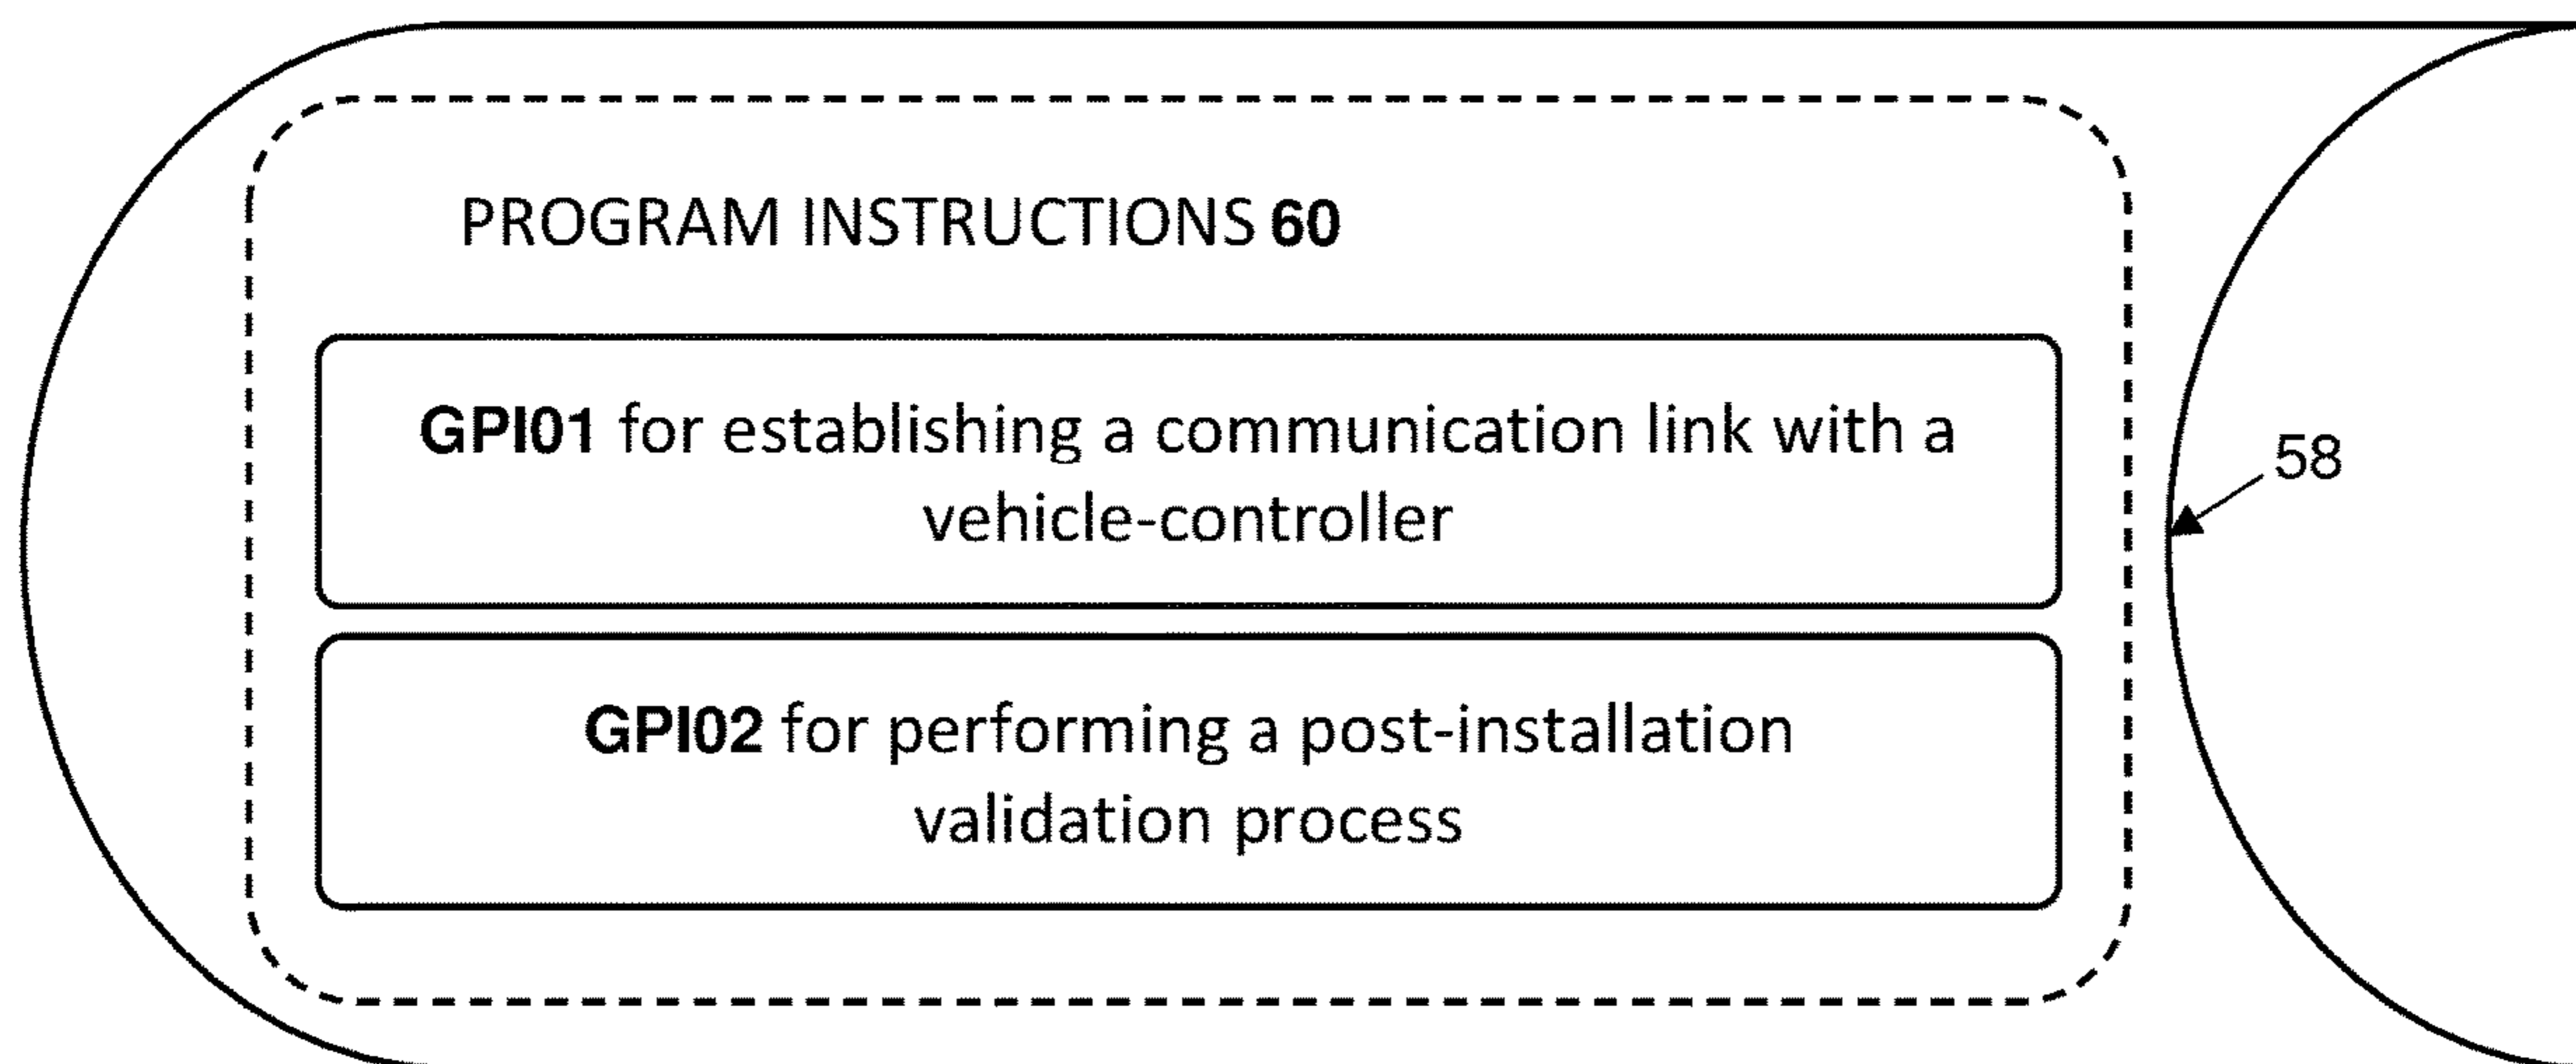 PROGRAM INSTRUCTIONS 60
GPI01 for establishing a communication link with a
vehicle-controller
58
GPI02 for performing a post-installation
validation process